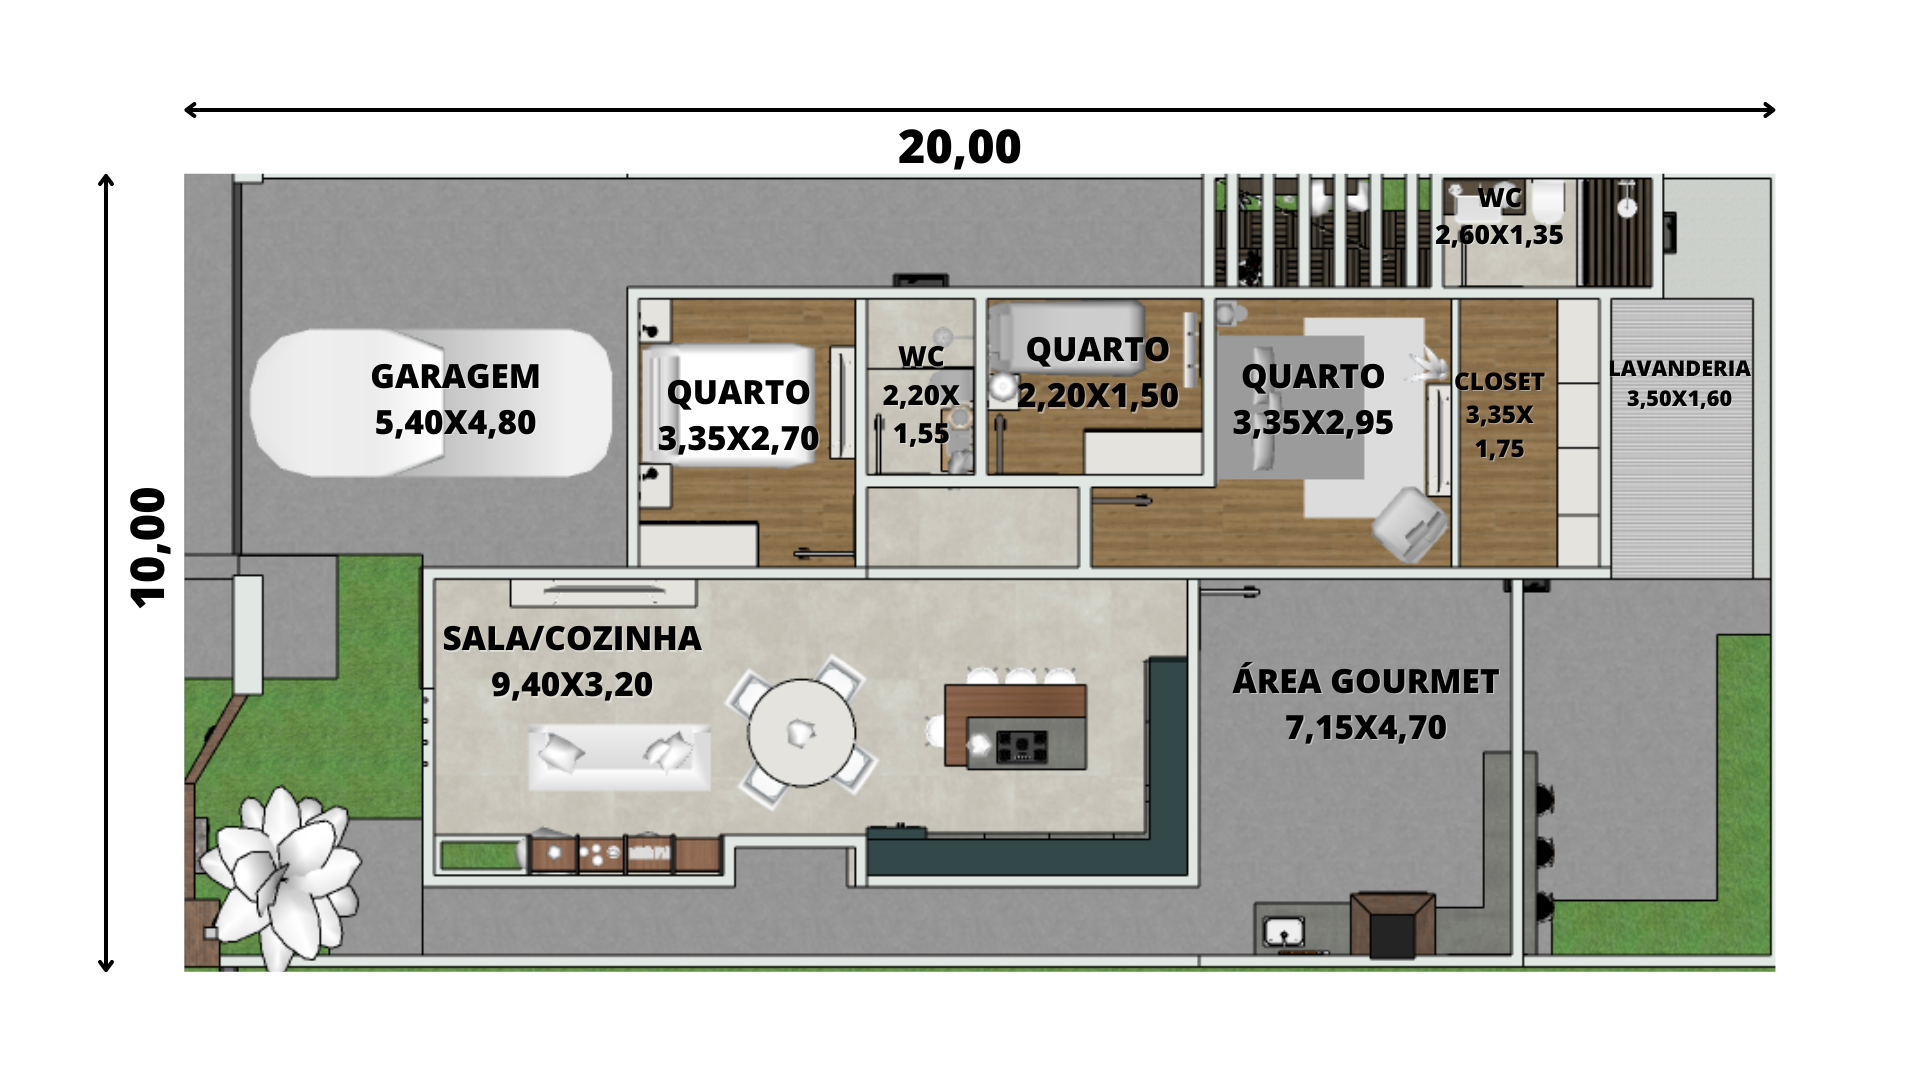 20,00
10,00
WC
2,60X1,35
GARAGEM
5,40X4,80
QUARTO
3,35X2,70
WC
2,20X
1,55
QUARTO
2,20X1,50
QUARTO
3,35X2,95
CLOSET
3,35X
1,75
LAVANDERIA
3,50X1,60
SALA/COZINHA
9,40X3,20
ÁREA GOURMET
7,15X4,70